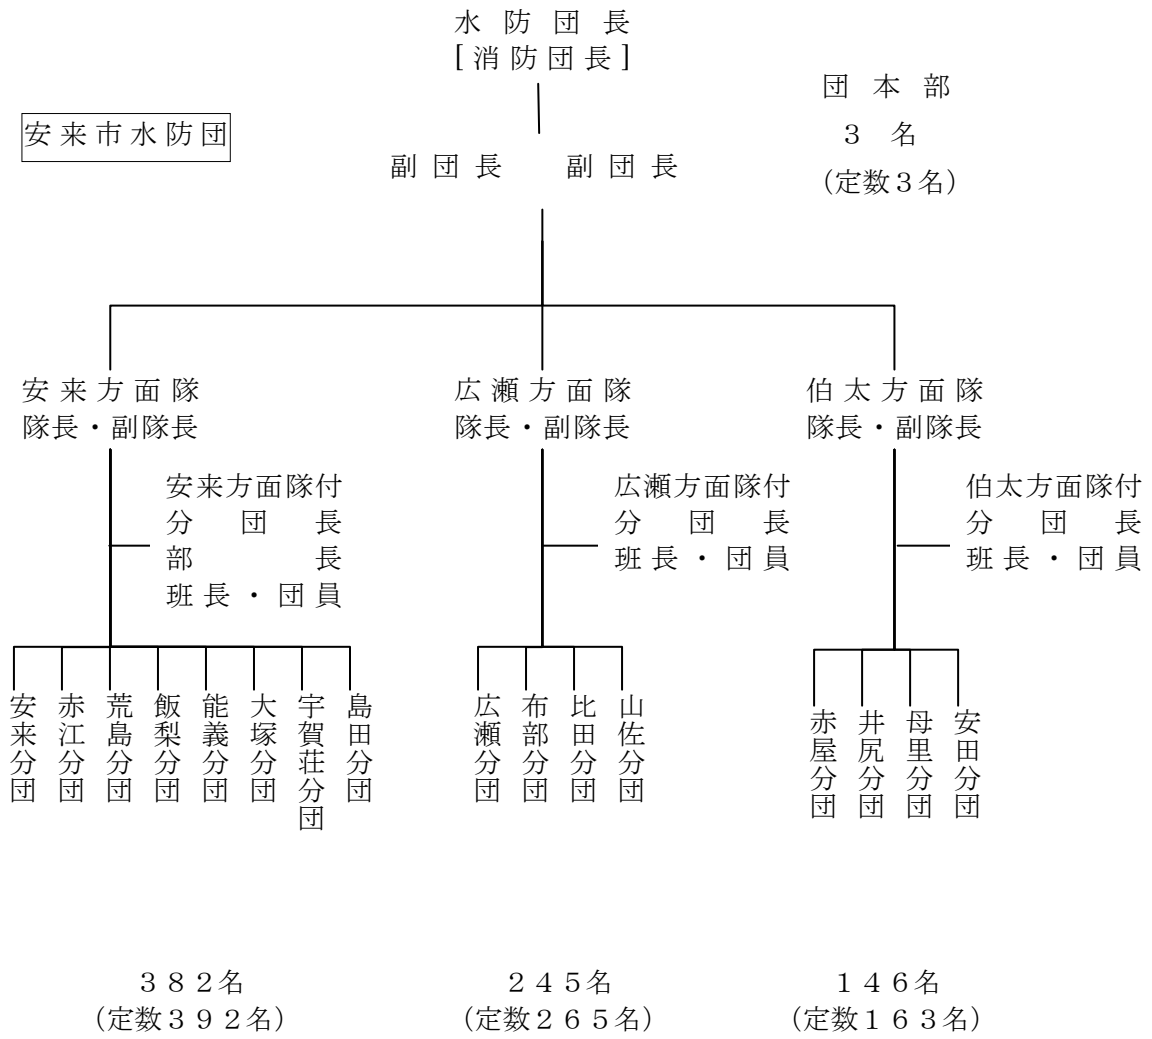 水防団長
[消防団長]
団本部
３名
（定数３名）
安来市水防団
副団長 副団長
安来方面隊
隊長・副隊長
広瀬方面隊
隊長・副隊長
伯太方面隊
隊長・副隊長
安来方面隊付
分団長
部長
班長・団員
広瀬方面隊付
分団長
班長・団員
伯太方面隊付
分団長
班長・団員
安来分団
赤江分団
荒島分団
飯梨分団
能義分団
大塚分団
宇賀荘分団
島田分団
広瀬分団
布部分団
比田分団
山佐分団
赤屋分団
井尻分団
母里分団
安田分団
３８２名
（定数３９２名）
２４５名
（定数２６５名）
１４６名
（定数１６３名）